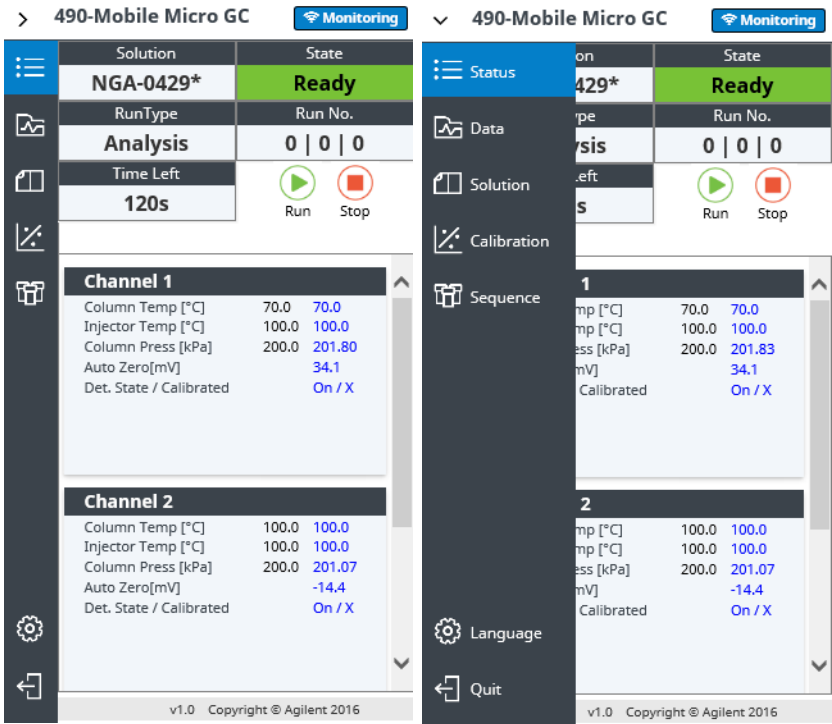 490-Mobile Micro GC Monitoring
Solution State
NGA-0429* Ready
RunType Run No.
Analysis 0 | 0 | 0
Time Left
120s
Run Stop
Channel 1
Column Temp [°C] 70.0 70.0
Injector Temp [°C] 100.0 100.0
Column Press [kPa] 200.0 201.80
Auto Zero[mV] 34.1
Det. State / Calibrated On / X
Channel 2
Column Temp [°C] 100.0 100.0
Injector Temp [°C] 100.0 100.0
Column Press [kPa] 200.0 201.07
Auto Zero[mV] -14.4
Det. State / Calibrated On / X
v1.0 Copyright © Agilent 2016
490-Mobile Micro GC Monitoring
Status
Data
Solution
Calibration
Sequence
Language
Quit
on State
429* Ready
pe Run No.
ysis 0 | 0 | 0
Left
s
Run Stop
1
mp [°C] 70.0 70.0
mp [°C] 100.0 100.0
ess [kPa] 200.0 201.83
mV] 34.1
Calibrated On / X
2
mp [°C] 100.0 100.0
mp [°C] 100.0 100.0
ess [kPa] 200.0 201.07
mV] -14.4
Calibrated On / X
v1.0 Copyright © Agilent 2016